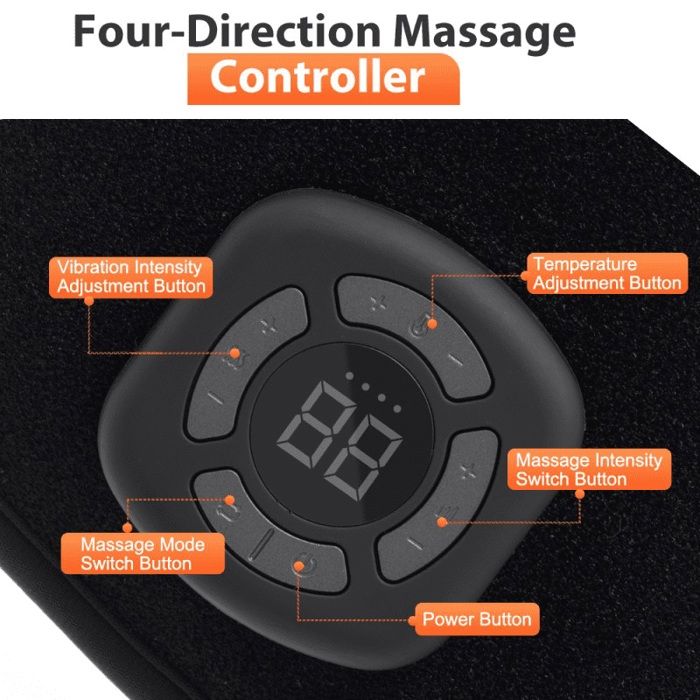 Four-Direction Massage
Controller
Vibration Intensity
Adjustment Button
Temperature
Adjustment Button
88
Massage Intensity
Switch Button
Massage Mode
Switch Button
Power Button